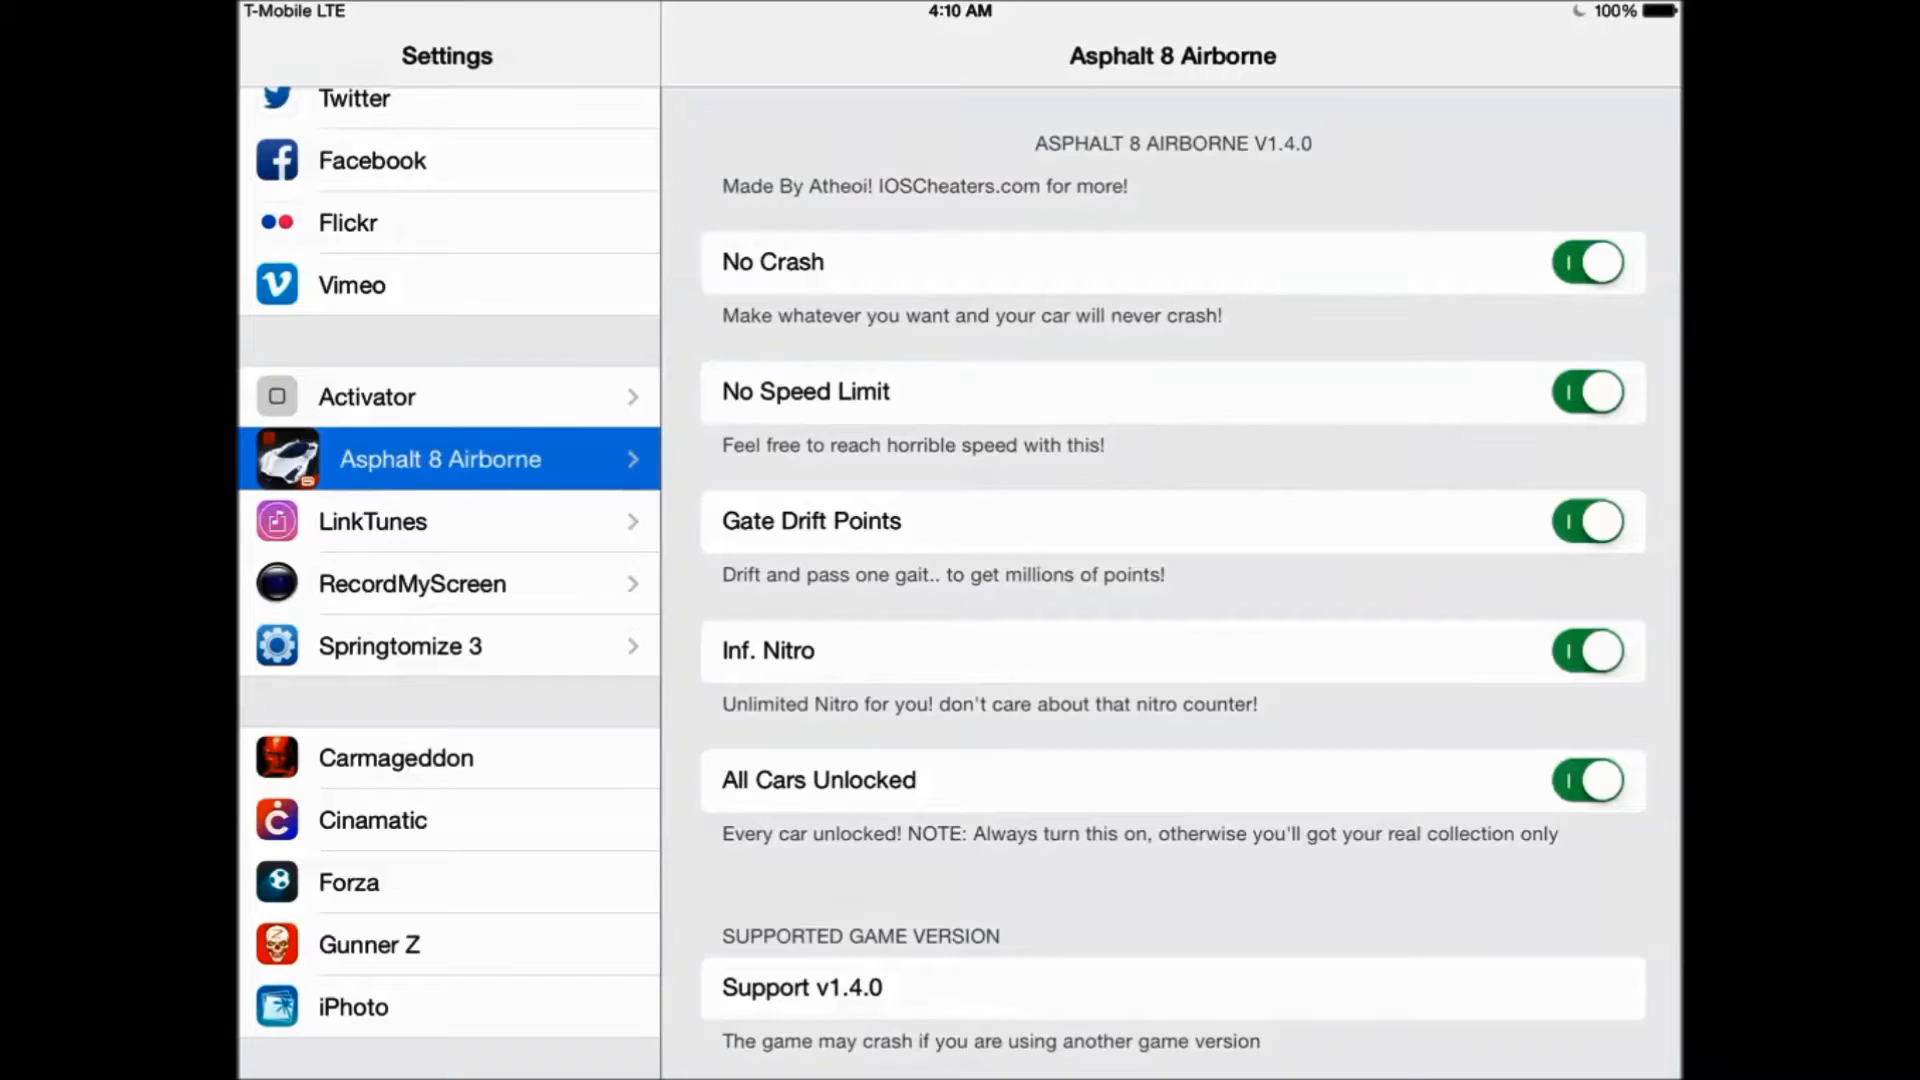 T-Mobile LTE
4:10 AM
100%
Settings
Twitter
Facebook
Flickr
Vimeo
Activator
Asphalt 8 Airborne
LinkTunes
RecordMyScreen
Springtomize 3
Carmageddon
Cinamatic
Forza
Gunner Z
iPhoto
Asphalt 8 Airborne
ASPHALT 8 AIRBORNE V1.4.0
Made By Atheoi! IOSCheaters.com for more!
No Crash
Make whatever you want and your car will never crash!
No Speed Limit
Feel free to reach horrible speed with this!
Gate Drift Points
Drift and pass one gait.. to get millions of points!
Inf. Nitro
Unlimited Nitro for you! don't care about that nitro counter!
All Cars Unlocked
Every car unlocked! NOTE: Always turn this on, otherwise you'll got your real collection only
SUPPORTED GAME VERSION
Support v1.4.0
The game may crash if you are using another game version